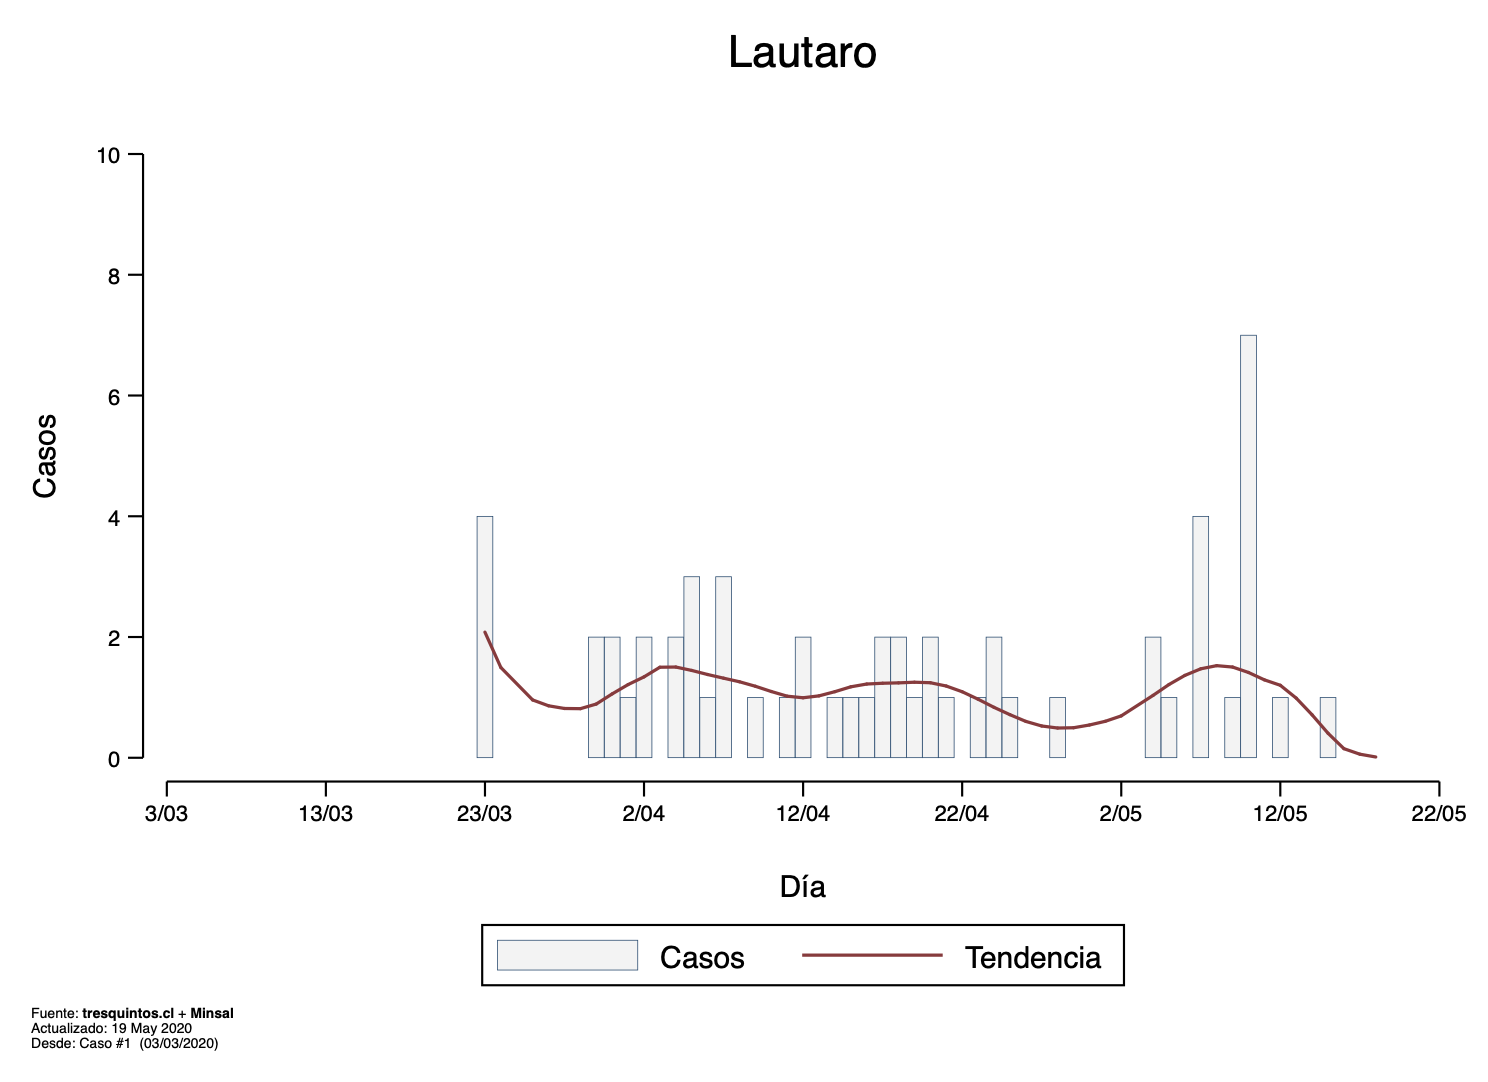 Lautaro
10
8
6
4
2
0
Casos
3/03 13/03 23/03 2/04 12/04 22/04 2/05 12/05 22/05
Día
Casos Tendencia
Fuente: tresquintos.cl + Minsal
Actualizado: 19 May 2020
Desde: Caso #1 (03/03/2020)